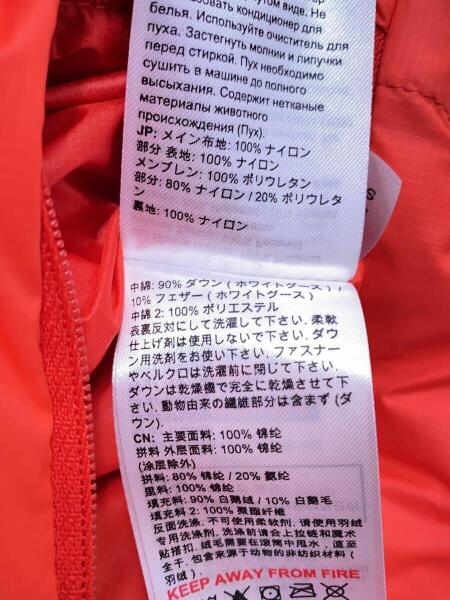 белья. Используйте очиститель для
пуха. Застегнуть молнии и липучки
перед стиркой. Пух необходимо
сушить в машине до полного
высыхания. Содержит нетканые
материалы животного
происхождения (Пух).
JP: メイン布地: 100% ナイロン
部分 表地: 100% ナイロン
メンブレン: 100% ポリウレタン
部分: 80% ナイロン / 20% ポリウレタ
ン
裏地: 100% ナイロン
中綿: 90% ダウン (ホワイトグース) /
10% フェザー (ホワイトグース)
中綿 2: 100% ポリエステル
表裏反対にして洗濯して下さい. 柔軟
仕上げ剤は使用しないで下さい. ダウ
ン用洗剤をお使い下さい. ファスナー
やベルクロは洗濯前に閉じて下さい.
ダウンは乾燥機で完全に乾燥させて下
さい. 動物由来の繊維部分は含まず (ダ
ウン).
CN: 主要面料: 100% 锦纶
拼料 外层面料: 100% 锦纶
(涂层除外)
拼料: 80% 锦纶 / 20% 氨纶
里料: 100% 锦纶
填充料: 90% 白鹅绒 / 10% 白鹅毛
填充料 2: 100% 聚酯纤维
反面洗涤. 不可使用柔软剂. 请使用羽绒
专用洗涤剂. 洗涤前请合上拉链和魔术
贴搭扣. 绒毛需要在滚筒中甩水, 直至
全干. 包含来源于动物的非纺织材料 (
羽绒) .
KEEP AWAY FROM FIRE